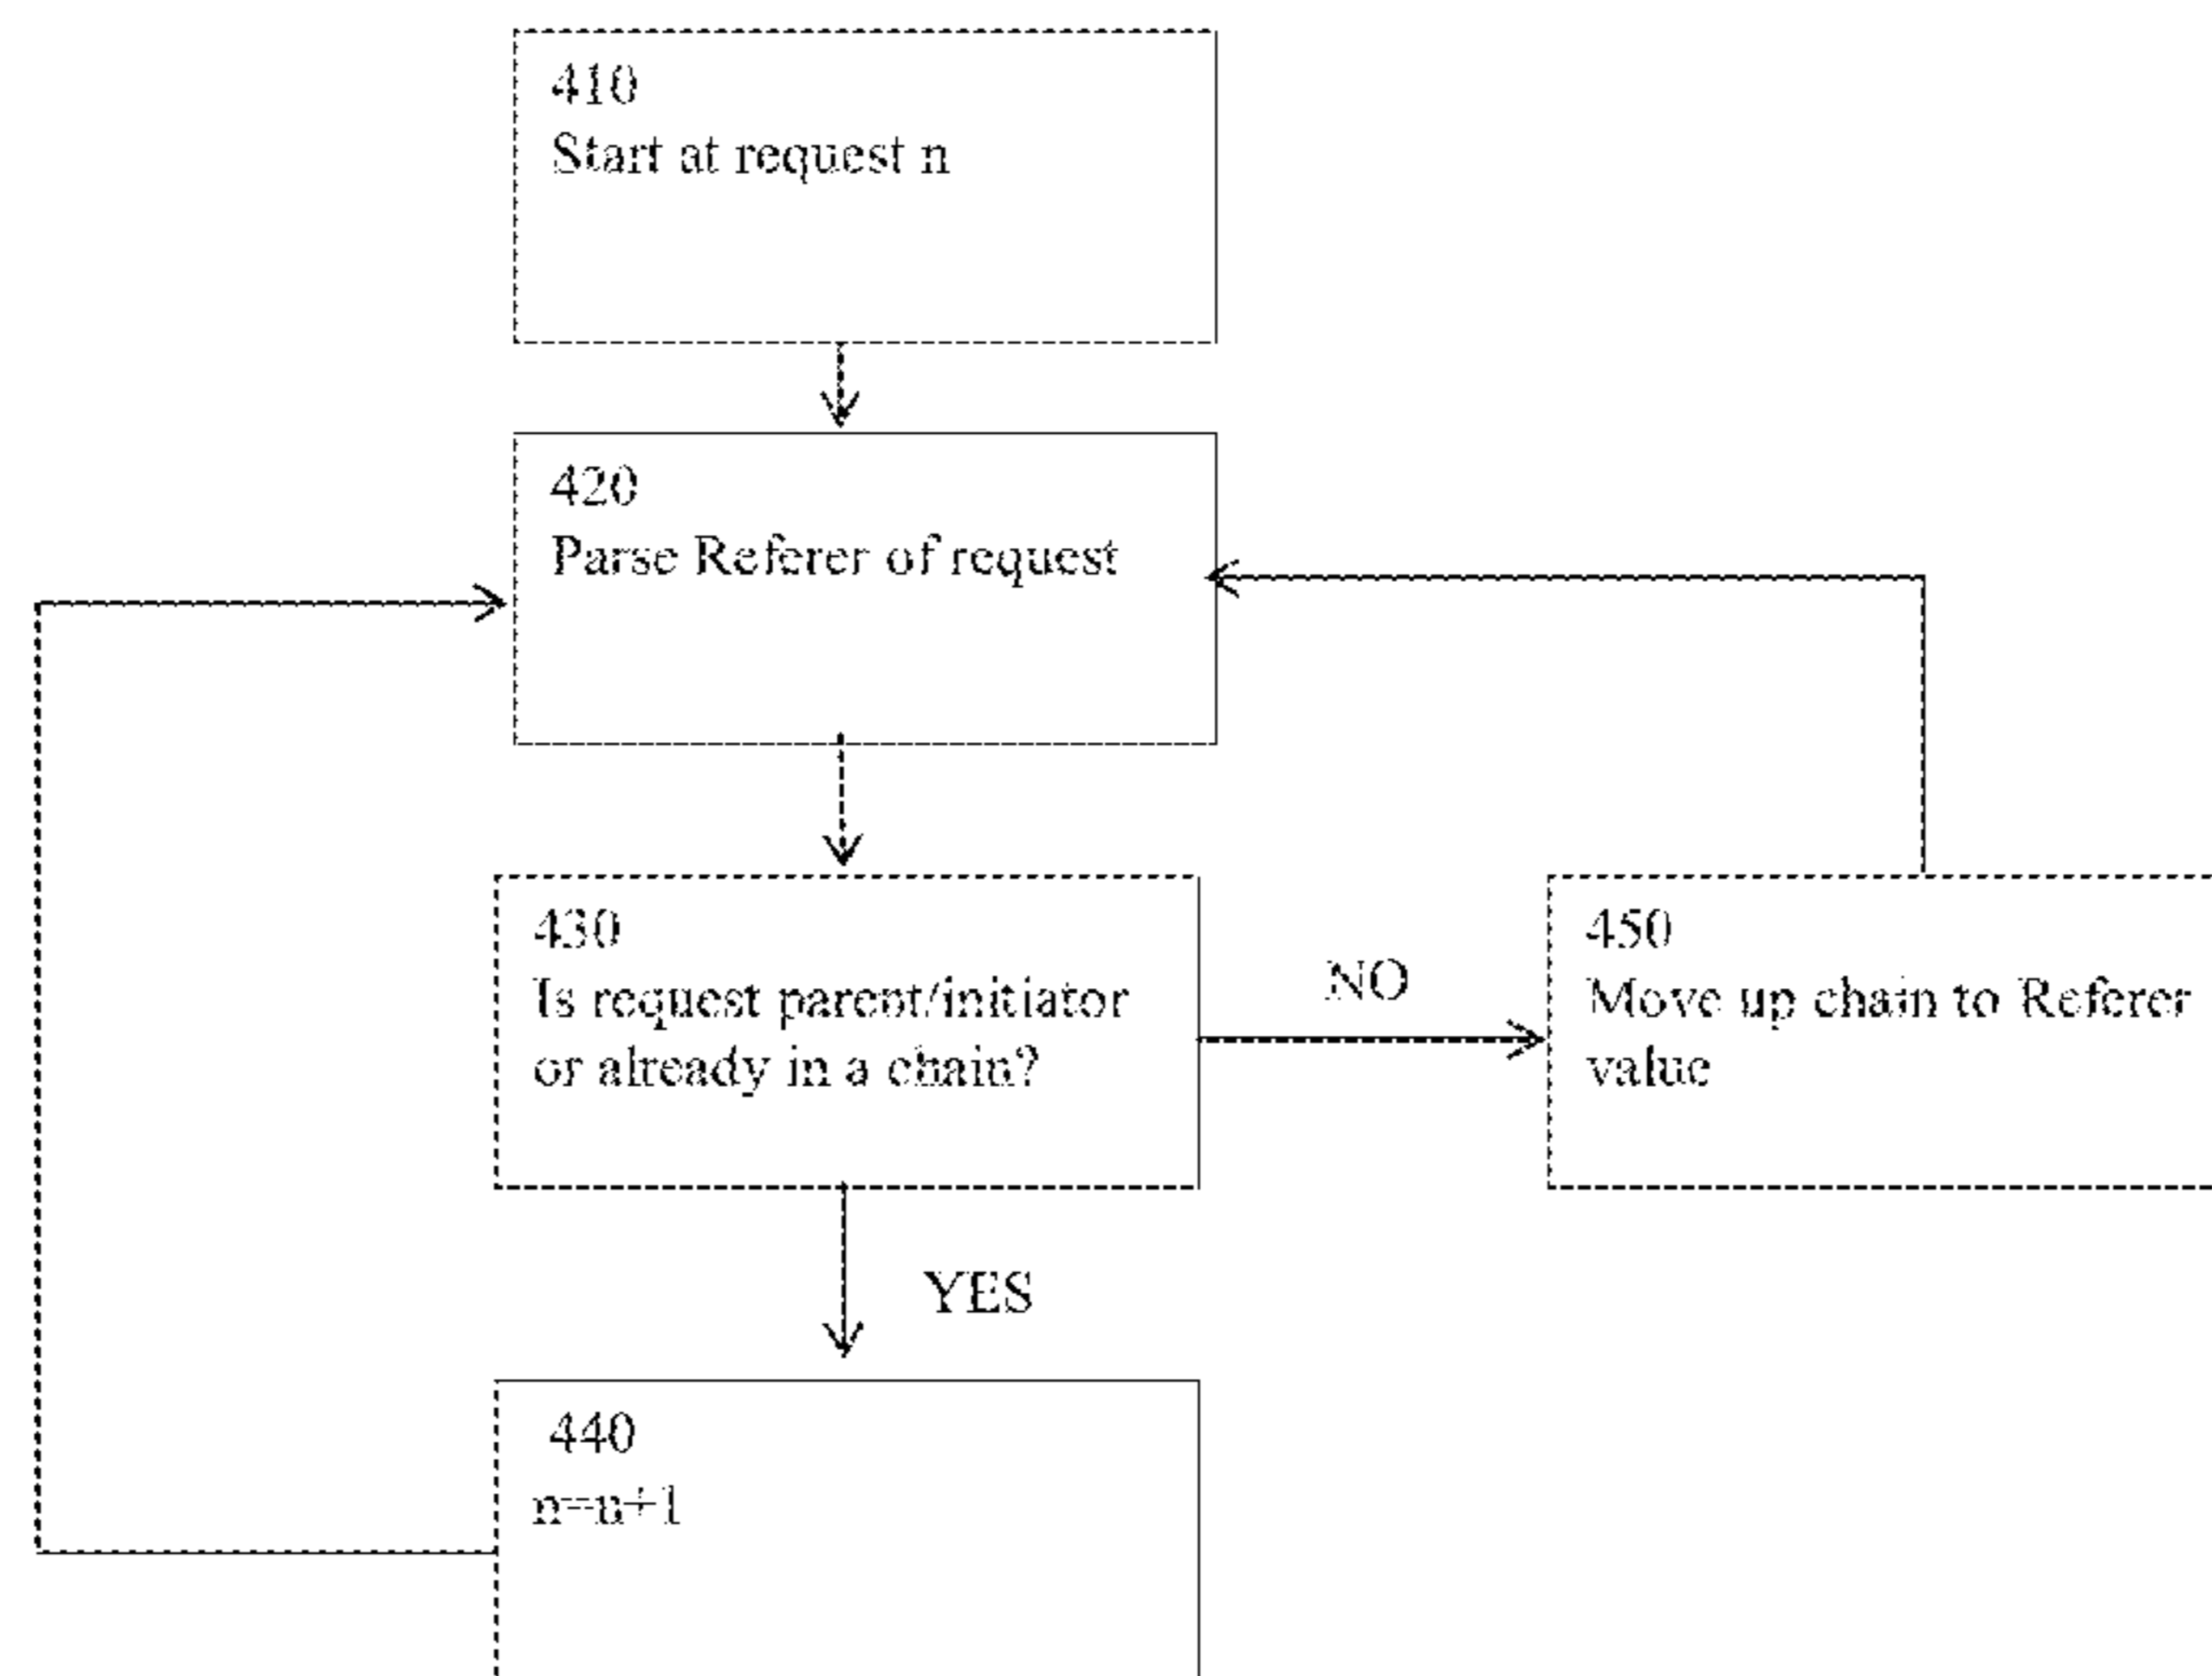 410
Start at request n
420
Parse Referer of request
430
Is request parent/initiator
or already in a chain?
NO
450
Move up chain to Referer
value
YES
440
n=n+1